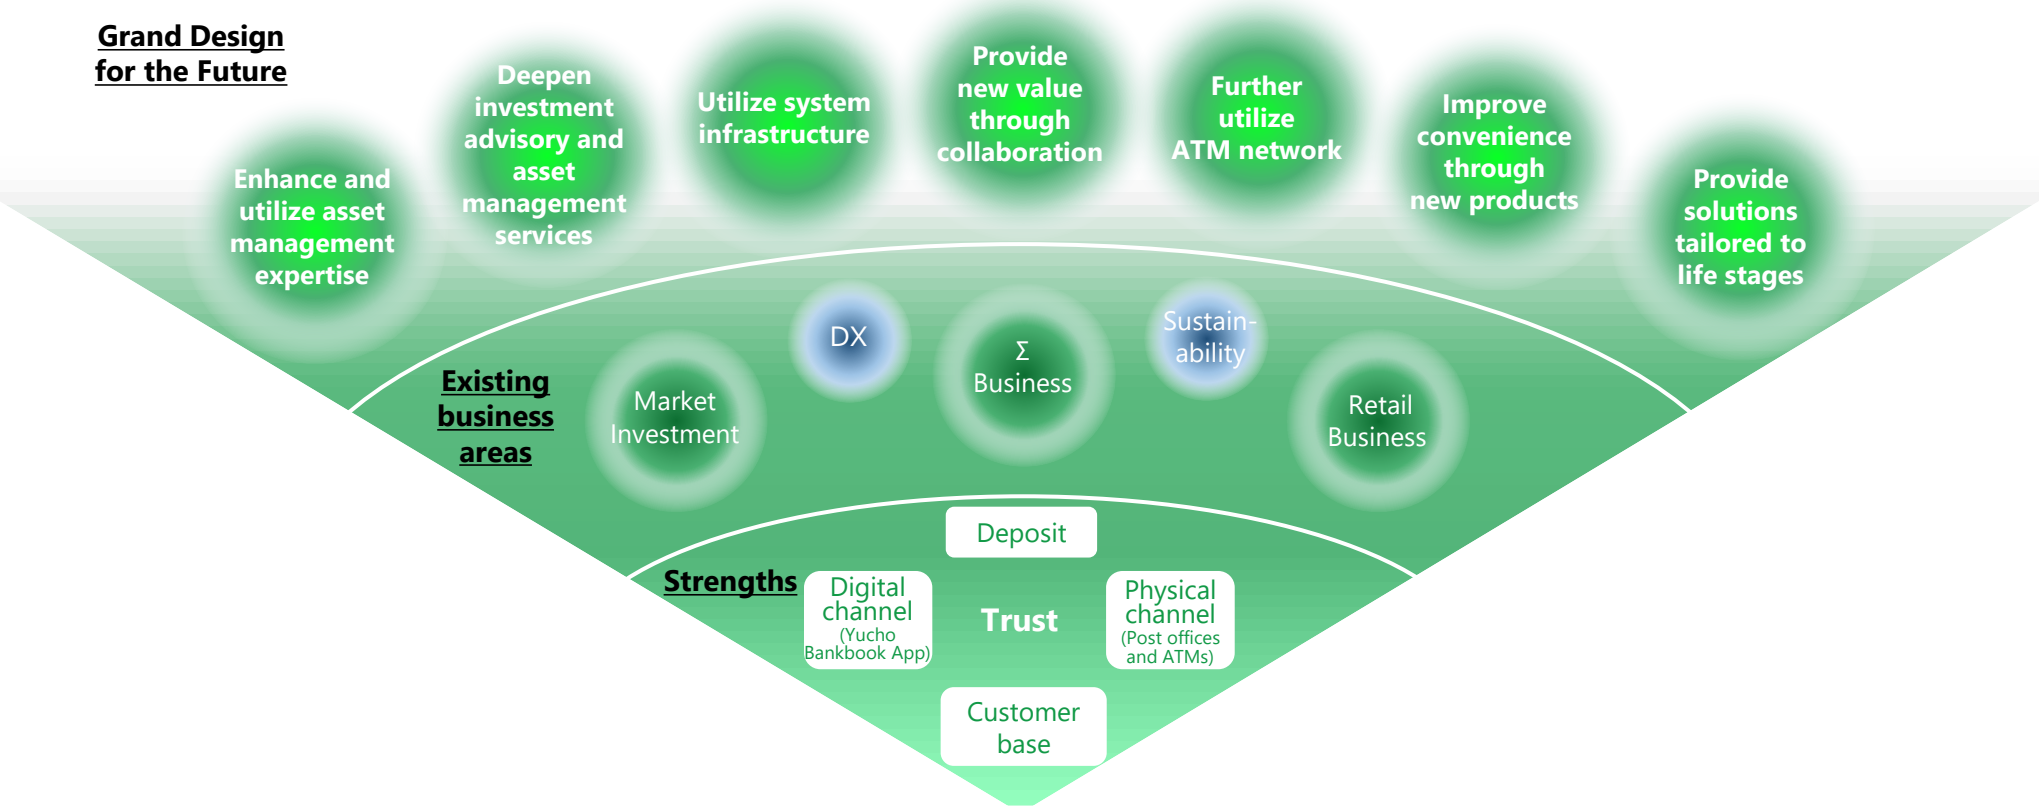 Grand Design
for the Future
Enhance and
utilize asset
management
expertise
Deepen
investment
advisory and
asset
management
services
Utilize system
infrastructure
Provide
new value
through
collaboration
Further
utilize
ATM network
Improve
convenience
through
new products
Provide
solutions
tailored to
life stages
Existing
business
areas
Market
Investment
DX
Σ
Business
Sustain-
ability
Retail
Business
Strengths
Deposit
Digital
channel
(Yucho
Bankbook App)
Trust
Physical
channel
(Post offices
and ATMs)
Customer
base